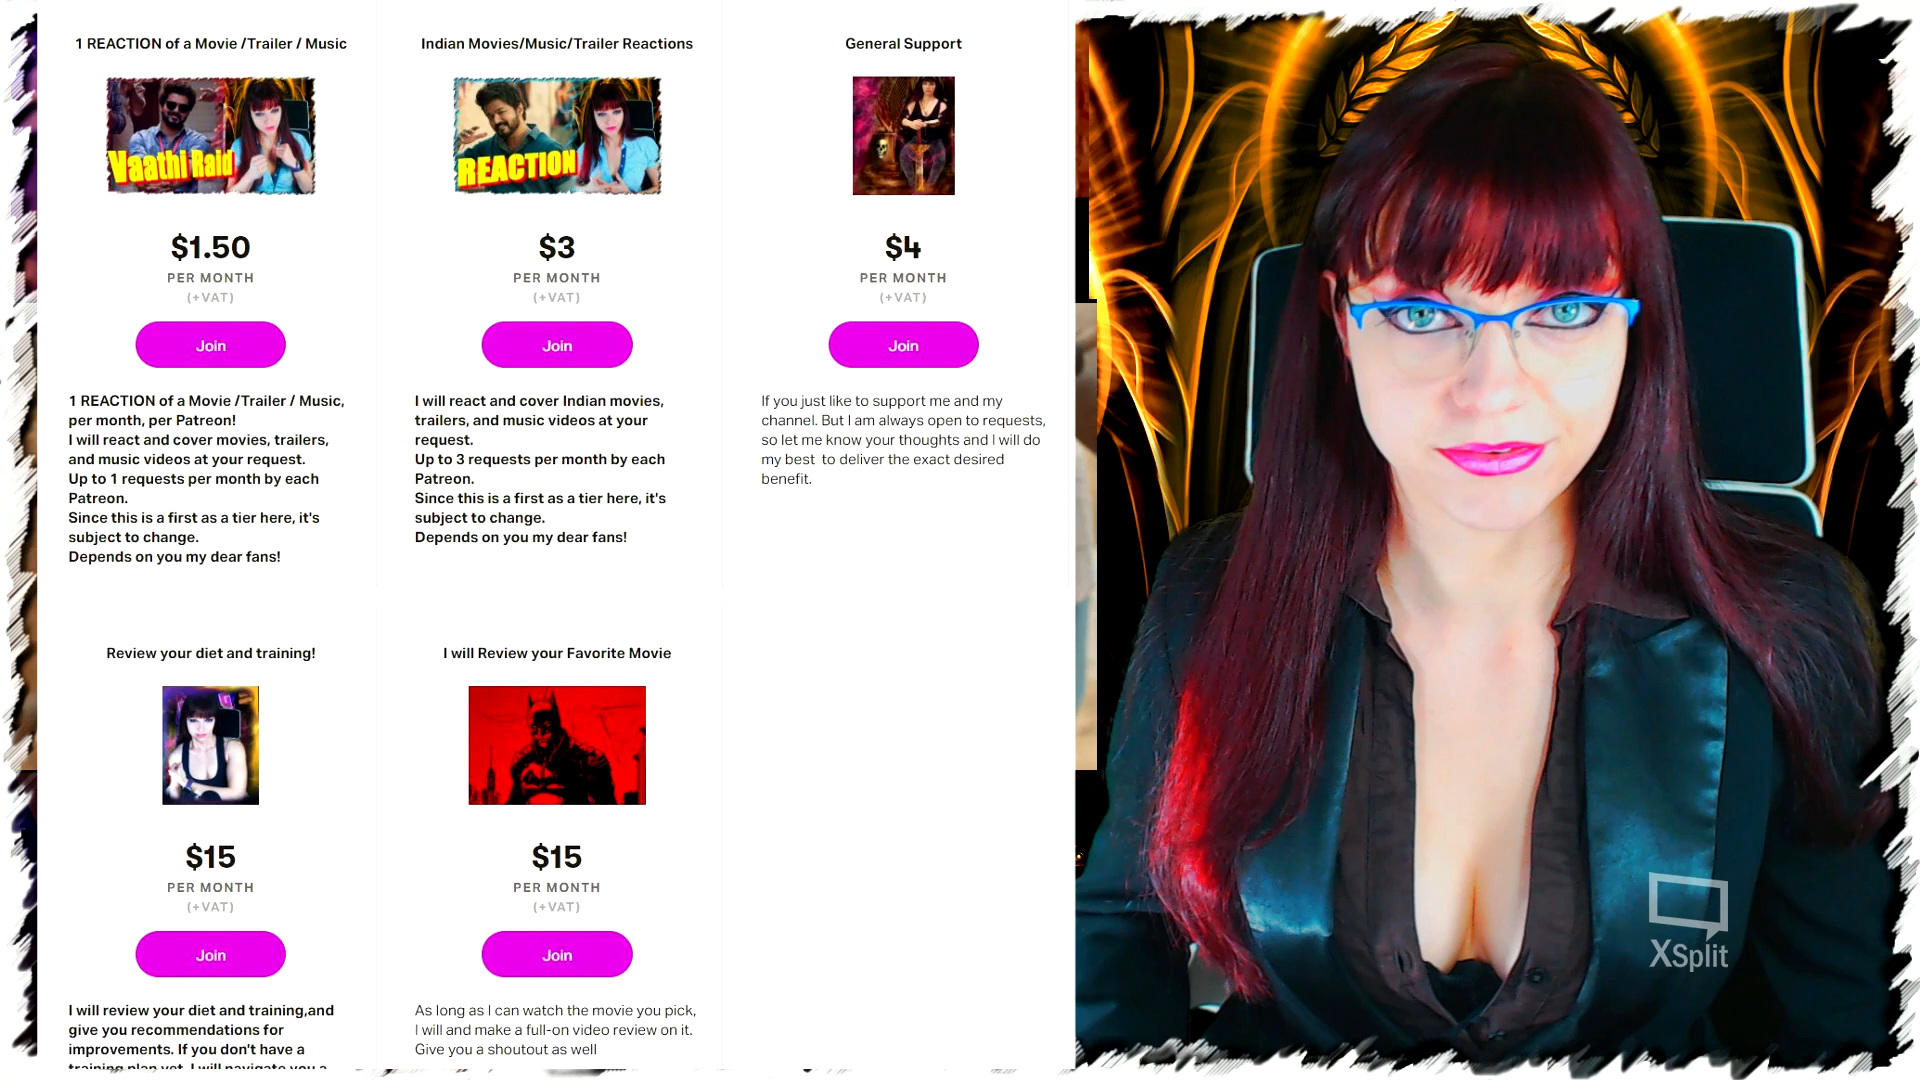 1 REACTION of a Movie /Trailer / Music
Vaathi Raid
$1.50
PER MONTH
(+VAT)
Join
1 REACTION of a Movie /Trailer / Music,
per month, per Patreon!
I will react and cover movies, trailers,
and music videos at your request.
Up to 1 requests per month by each
Patreon.
Since this is a first as a tier here, it's
subject to change.
Depends on you my dear fans!
Indian Movies/Music/Trailer Reactions
REACTION
$3
PER MONTH
(+VAT)
Join
I will react and cover Indian movies,
trailers, and music videos at your
request.
Up to 3 requests per month by each
Patreon.
Since this is a first as a tier here, it's
subject to change.
Depends on you my dear fans!
General Support
$4
PER MONTH
(+VAT)
Join
If you just like to support me and my
channel. But I am always open to requests,
so let me know your thoughts and I will do
my best to deliver the exact desired
benefit.
Review your diet and training!
$15
PER MONTH
(+VAT)
Join
I will review your diet and training,and
give you recommendations for
improvements. If you don't have a
training plan yet, I will navigate you a
I will Review your Favorite Movie
$15
PER MONTH
(+VAT)
Join
As long as I can watch the movie you pick,
I will and make a full-on video review on it.
Give you a shoutout as well
XSplit